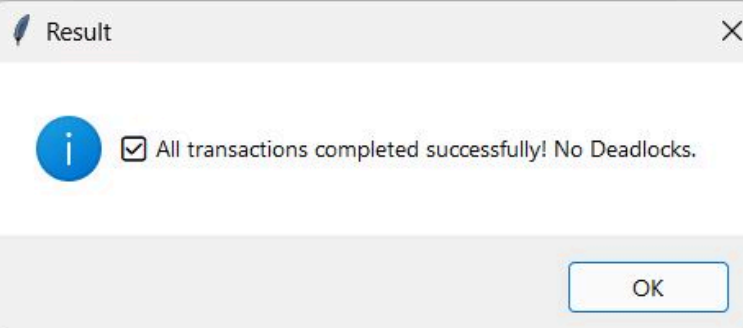 Result
☑ All transactions completed successfully! No Deadlocks.
OK